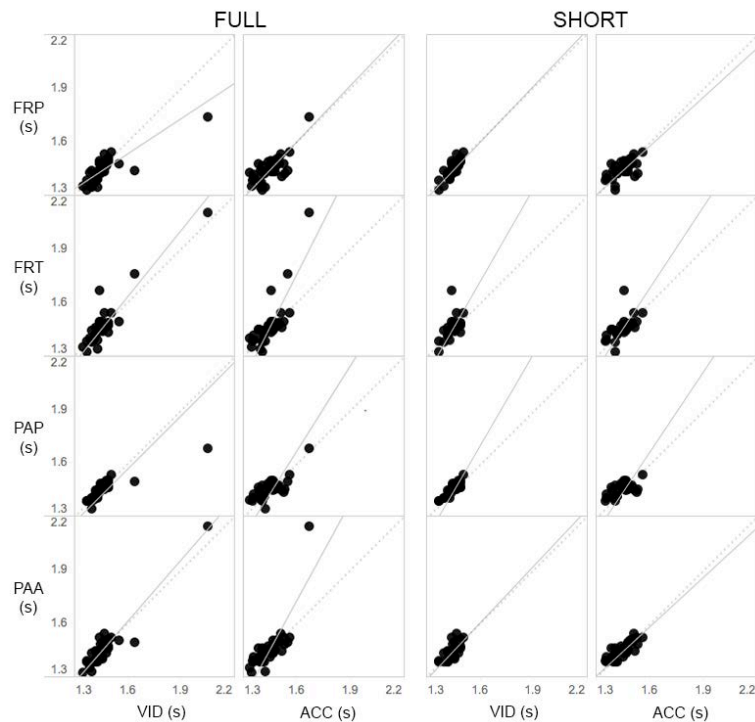 FULL SHORT
2.2
1.9
FRP
(s)
1.6
1.3
2.2
1.9
FRT
(s)
1.6
1.3
2.2
1.9
PAP
(s)
1.6
1.3
2.2
1.9
PAA
(s)
1.6
1.3
1.3 1.6 1.9 2.2 1.3 1.6 1.9 2.2 1.3 1.6 1.9 2.2 1.3 1.6 1.9 2.2
VID (s) ACC (s) VID (s) ACC (s)